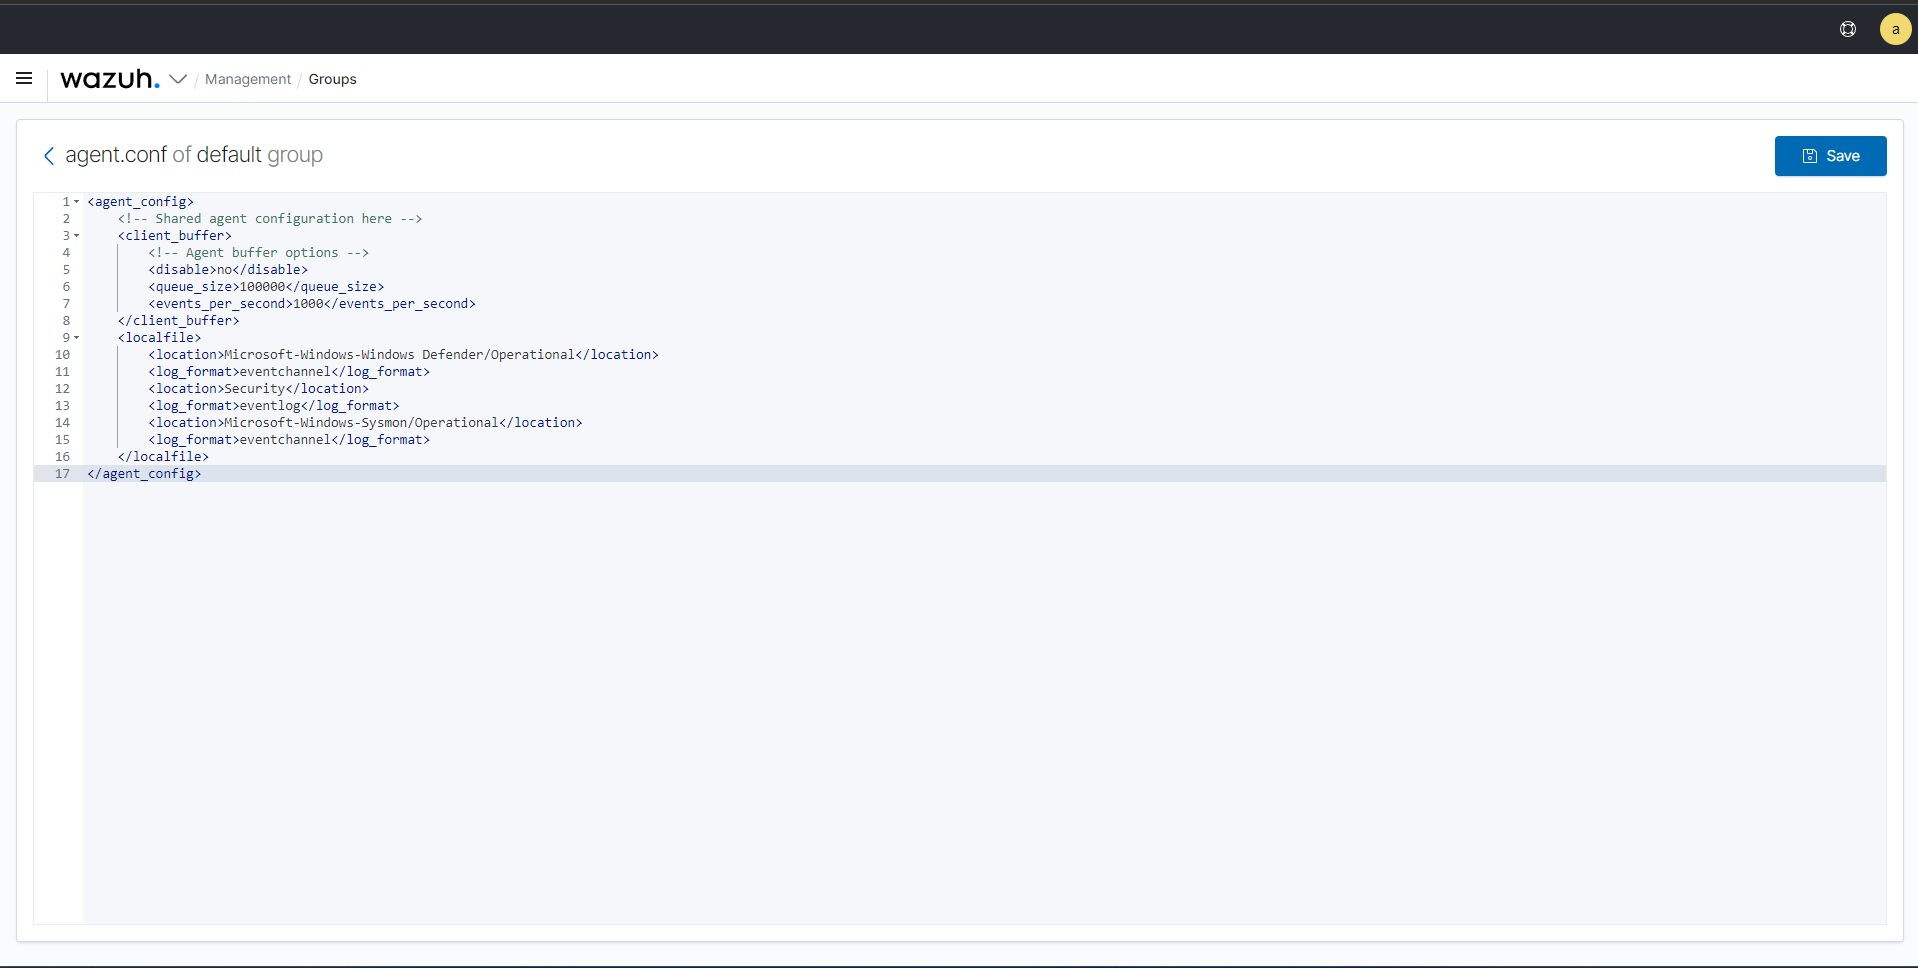 a
wazuh. / Management / Groups
agent.conf of default group
Save
1 <agent_config>
2     <!-- Shared agent configuration here -->
3     <client_buffer>
4         <!-- Agent buffer options -->
5         <disable>no</disable>
6         <queue_size>100000</queue_size>
7         <events_per_second>1000</events_per_second>
8     </client_buffer>
9     <localfile>
10         <location>Microsoft-Windows-Windows Defender/Operational</location>
11         <log_format>eventchannel</log_format>
12         <location>Security</location>
13         <log_format>eventlog</log_format>
14         <location>Microsoft-Windows-Sysmon/Operational</location>
15         <log_format>eventchannel</log_format>
16     </localfile>
17 </agent_config>